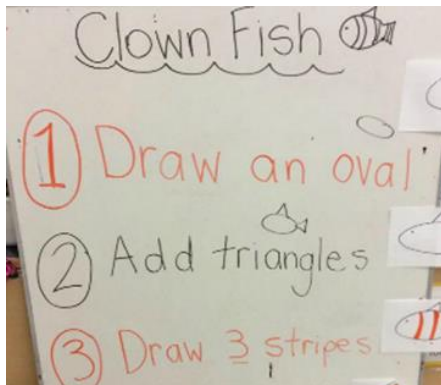 Clown Fish
1 Draw an oval
2 Add triangles
3 Draw 3 stripes